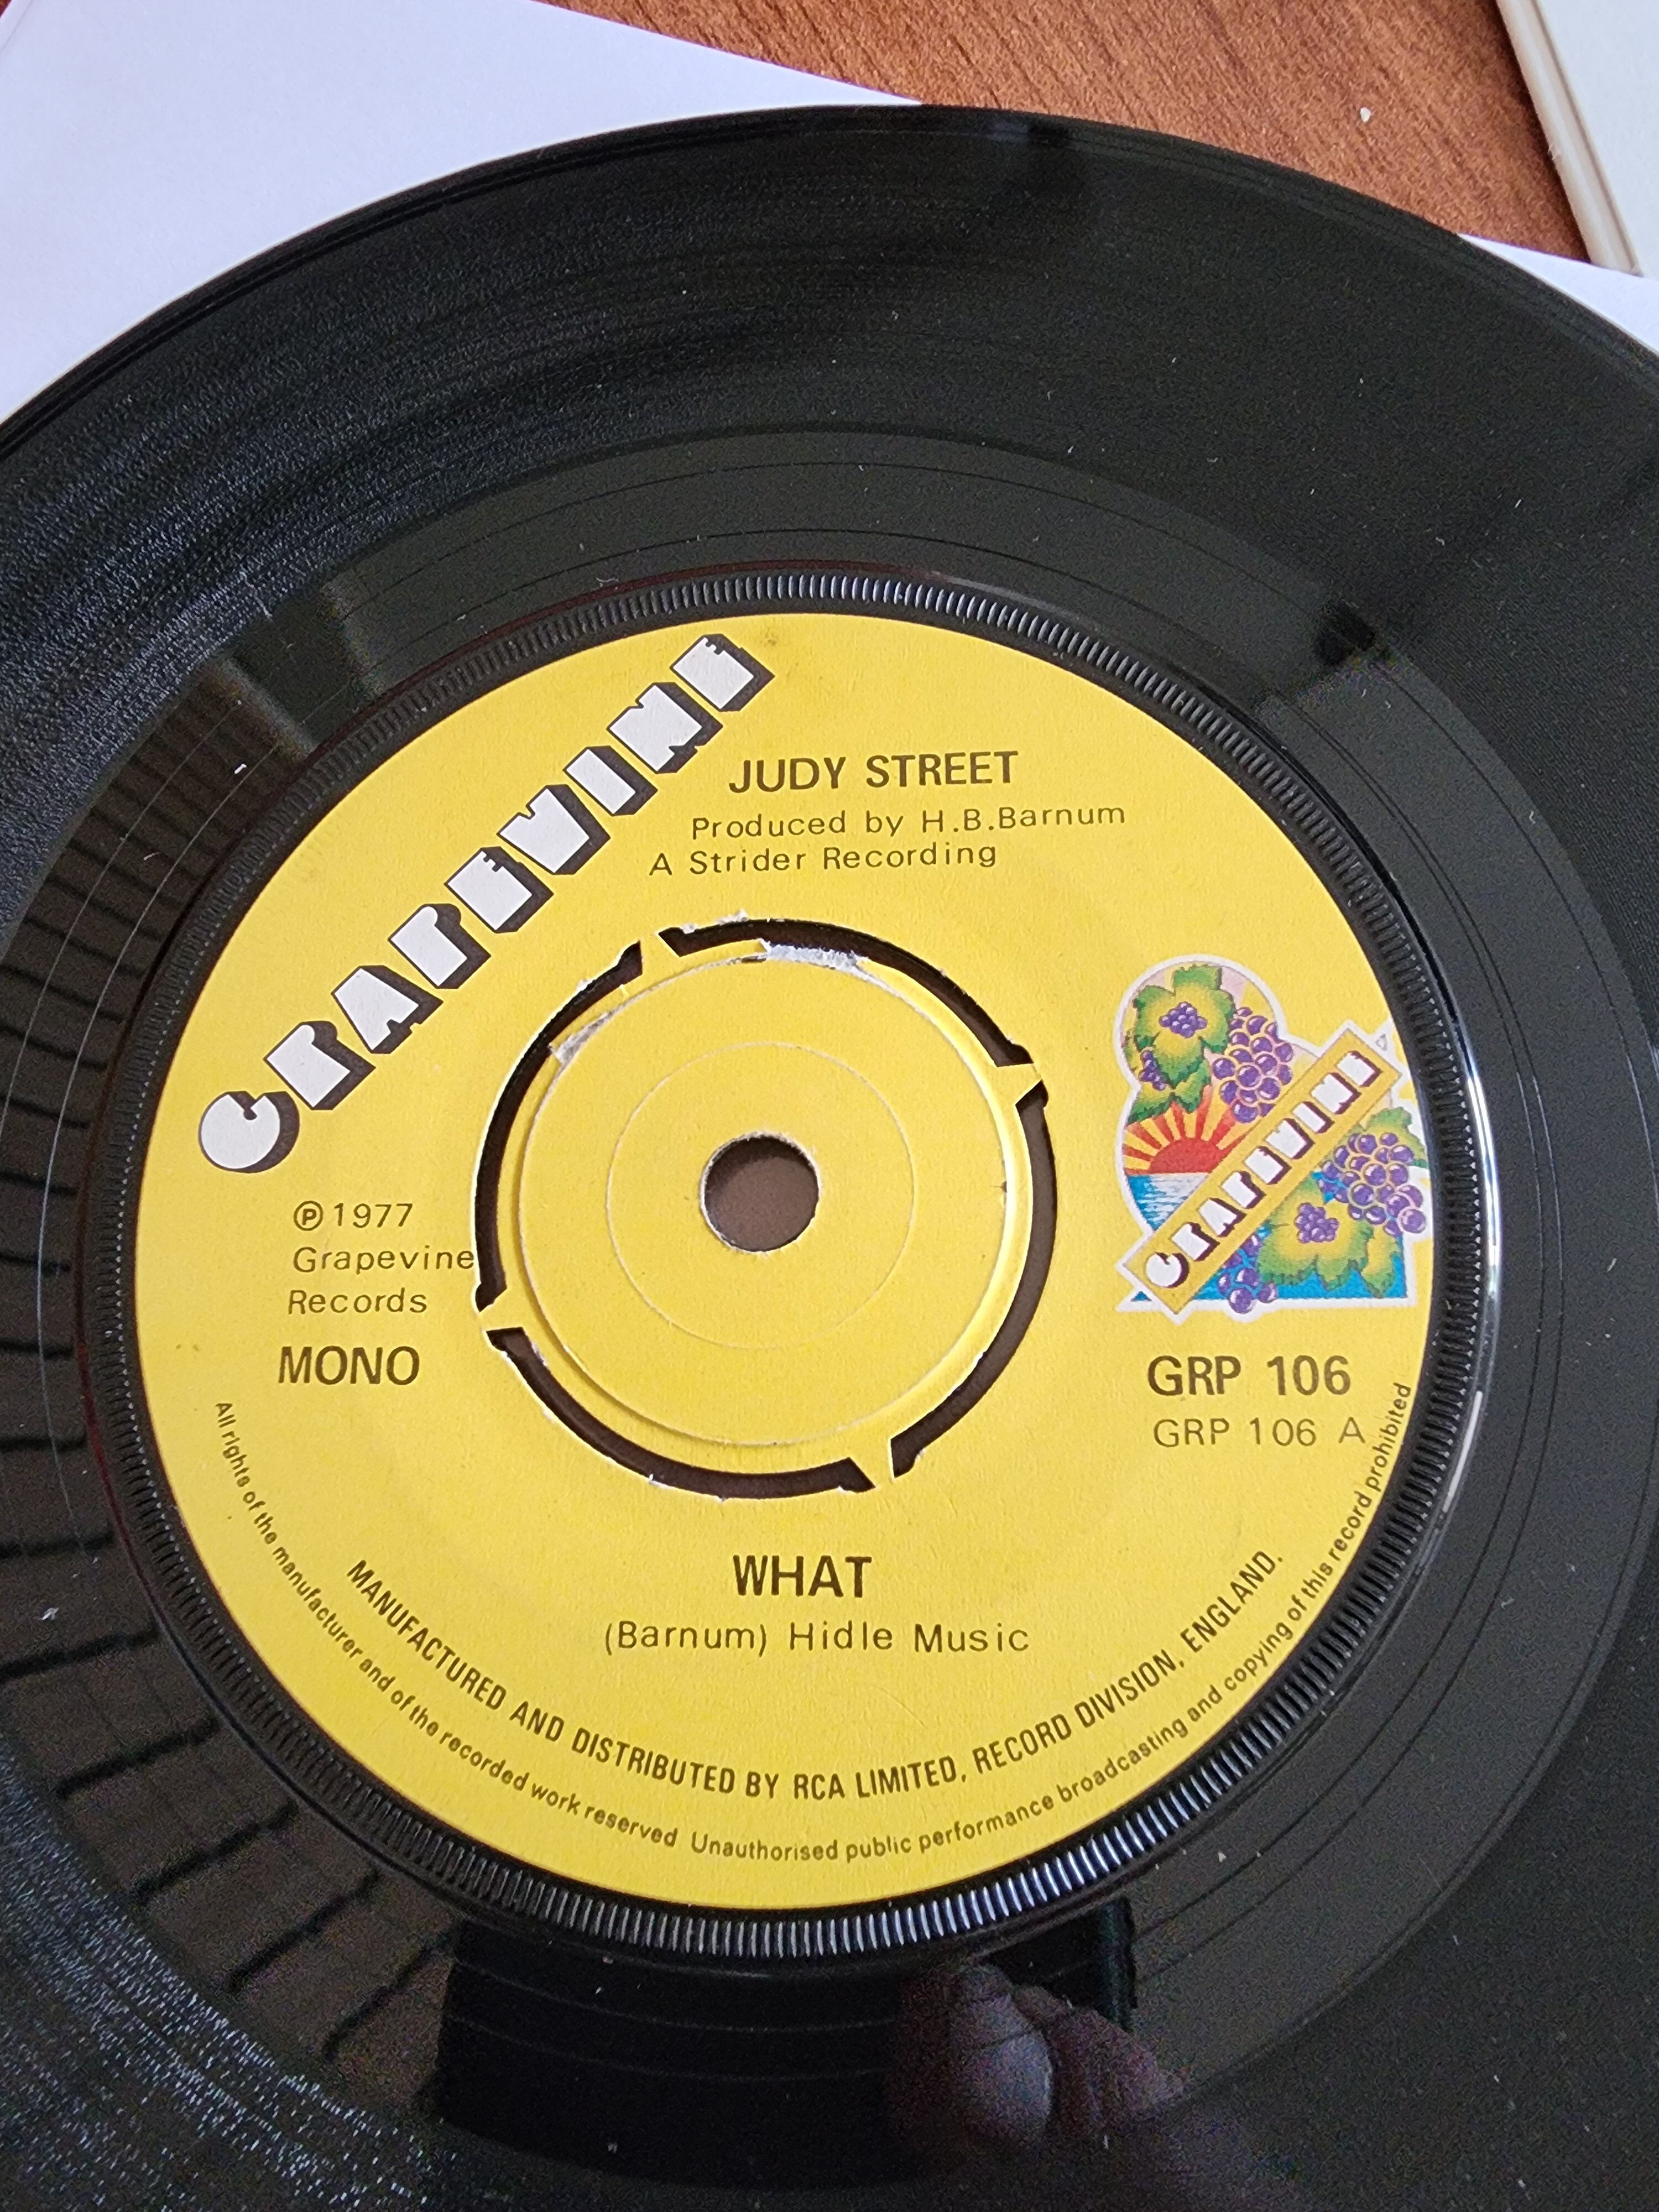 GRAPEVINE
JUDY STREET
Produced by H.B.Barnum
A Strider Recording
GRAPEVINE
℗1977
Grapevine
Records
MONO
GRP 106
GRP 106 A
WHAT
(Barnum) Hidle Music
MANUFACTURED AND DISTRIBUTED BY RCA LIMITED, RECORD DIVISION, ENGLAND.
All rights of the manufacturer and of the recorded work reserved Unauthorised public performance broadcasting and copying of this record prohibited